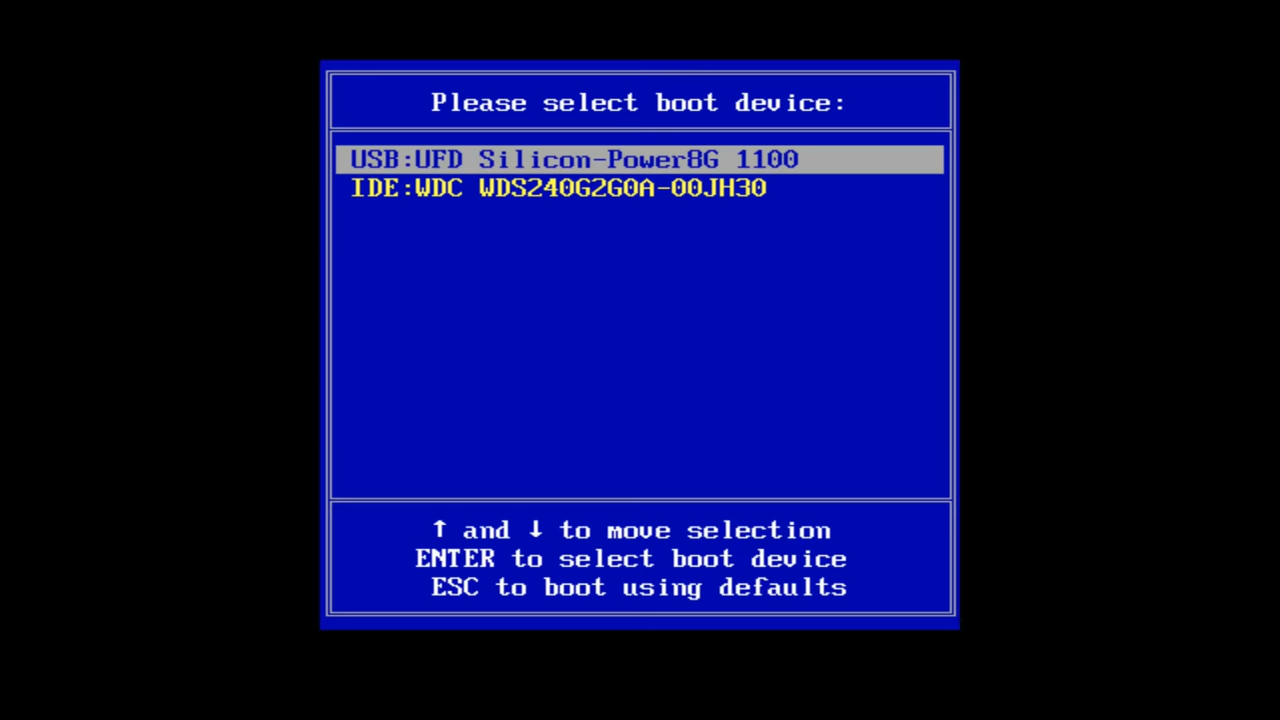 Please select boot device:
USB:UFD Silicon-Power8G 1100
IDE:WDC WDS240G2G0A-00JH30
↑ and ↓ to move selection
ENTER to select boot device
ESC to boot using defaults